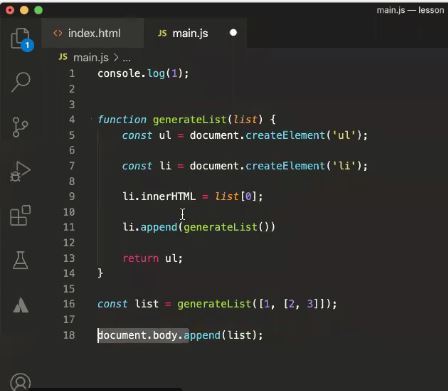 main.js — lesson
index.html
JS main.js
1
JS main.js > ...
1 console.log(1);
2
3
4 function generateList(list) {
5 const ul = document.createElement('ul');
6
7 const li = document.createElement('li');
8
9 li.innerHTML = list[0];
10
11 li.append(generateList())
12
13 return ul;
14 }
15
16 const list = generateList([1, [2, 3]]);
17
18 document.body.append(list);